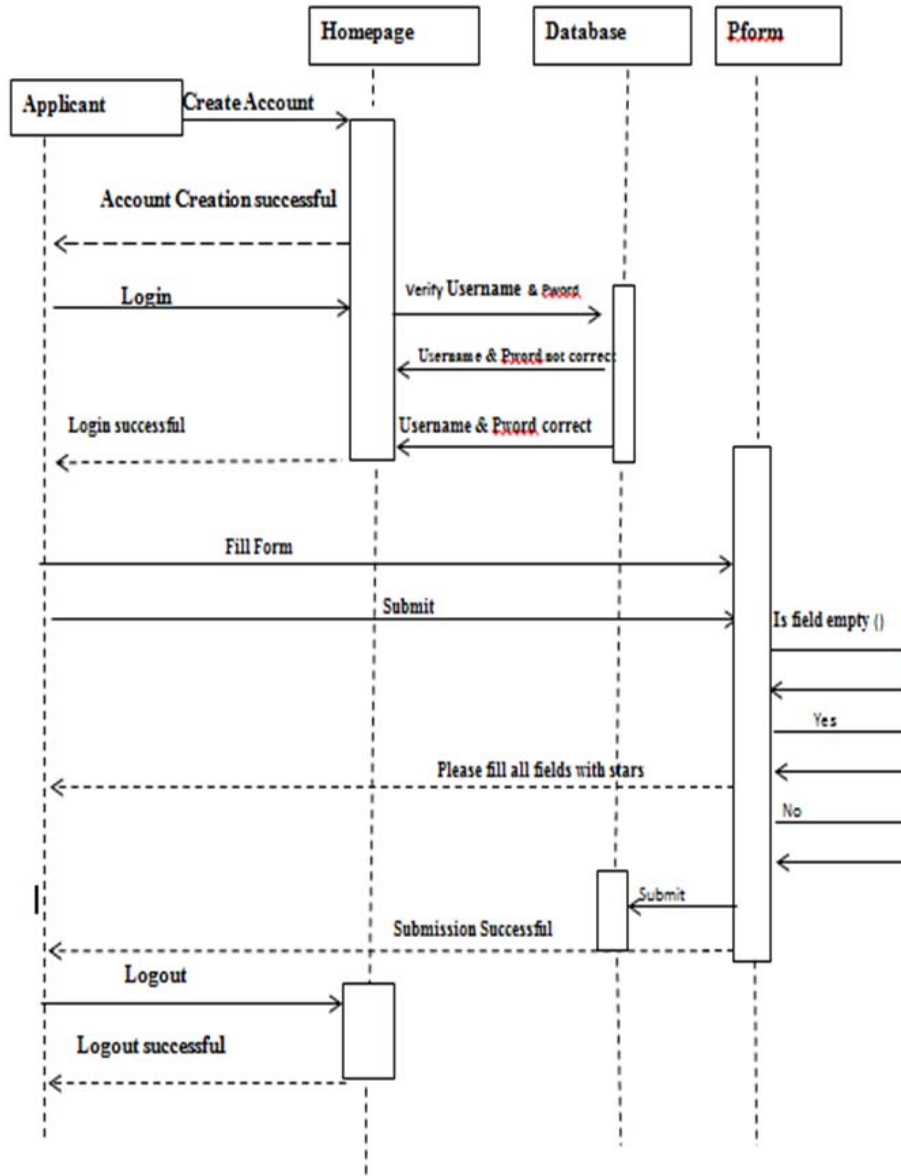 Homepage
Database
Pform
Applicant
Create Account
Account Creation successful
Login
Verify Username & Pword
Username & Pword not correct
Username & Pword correct
Login successful
Fill Form
Submit
Is field empty ()
Yes
Please fill all fields with stars
No
Submit
Submission Successful
Logout
Logout successful